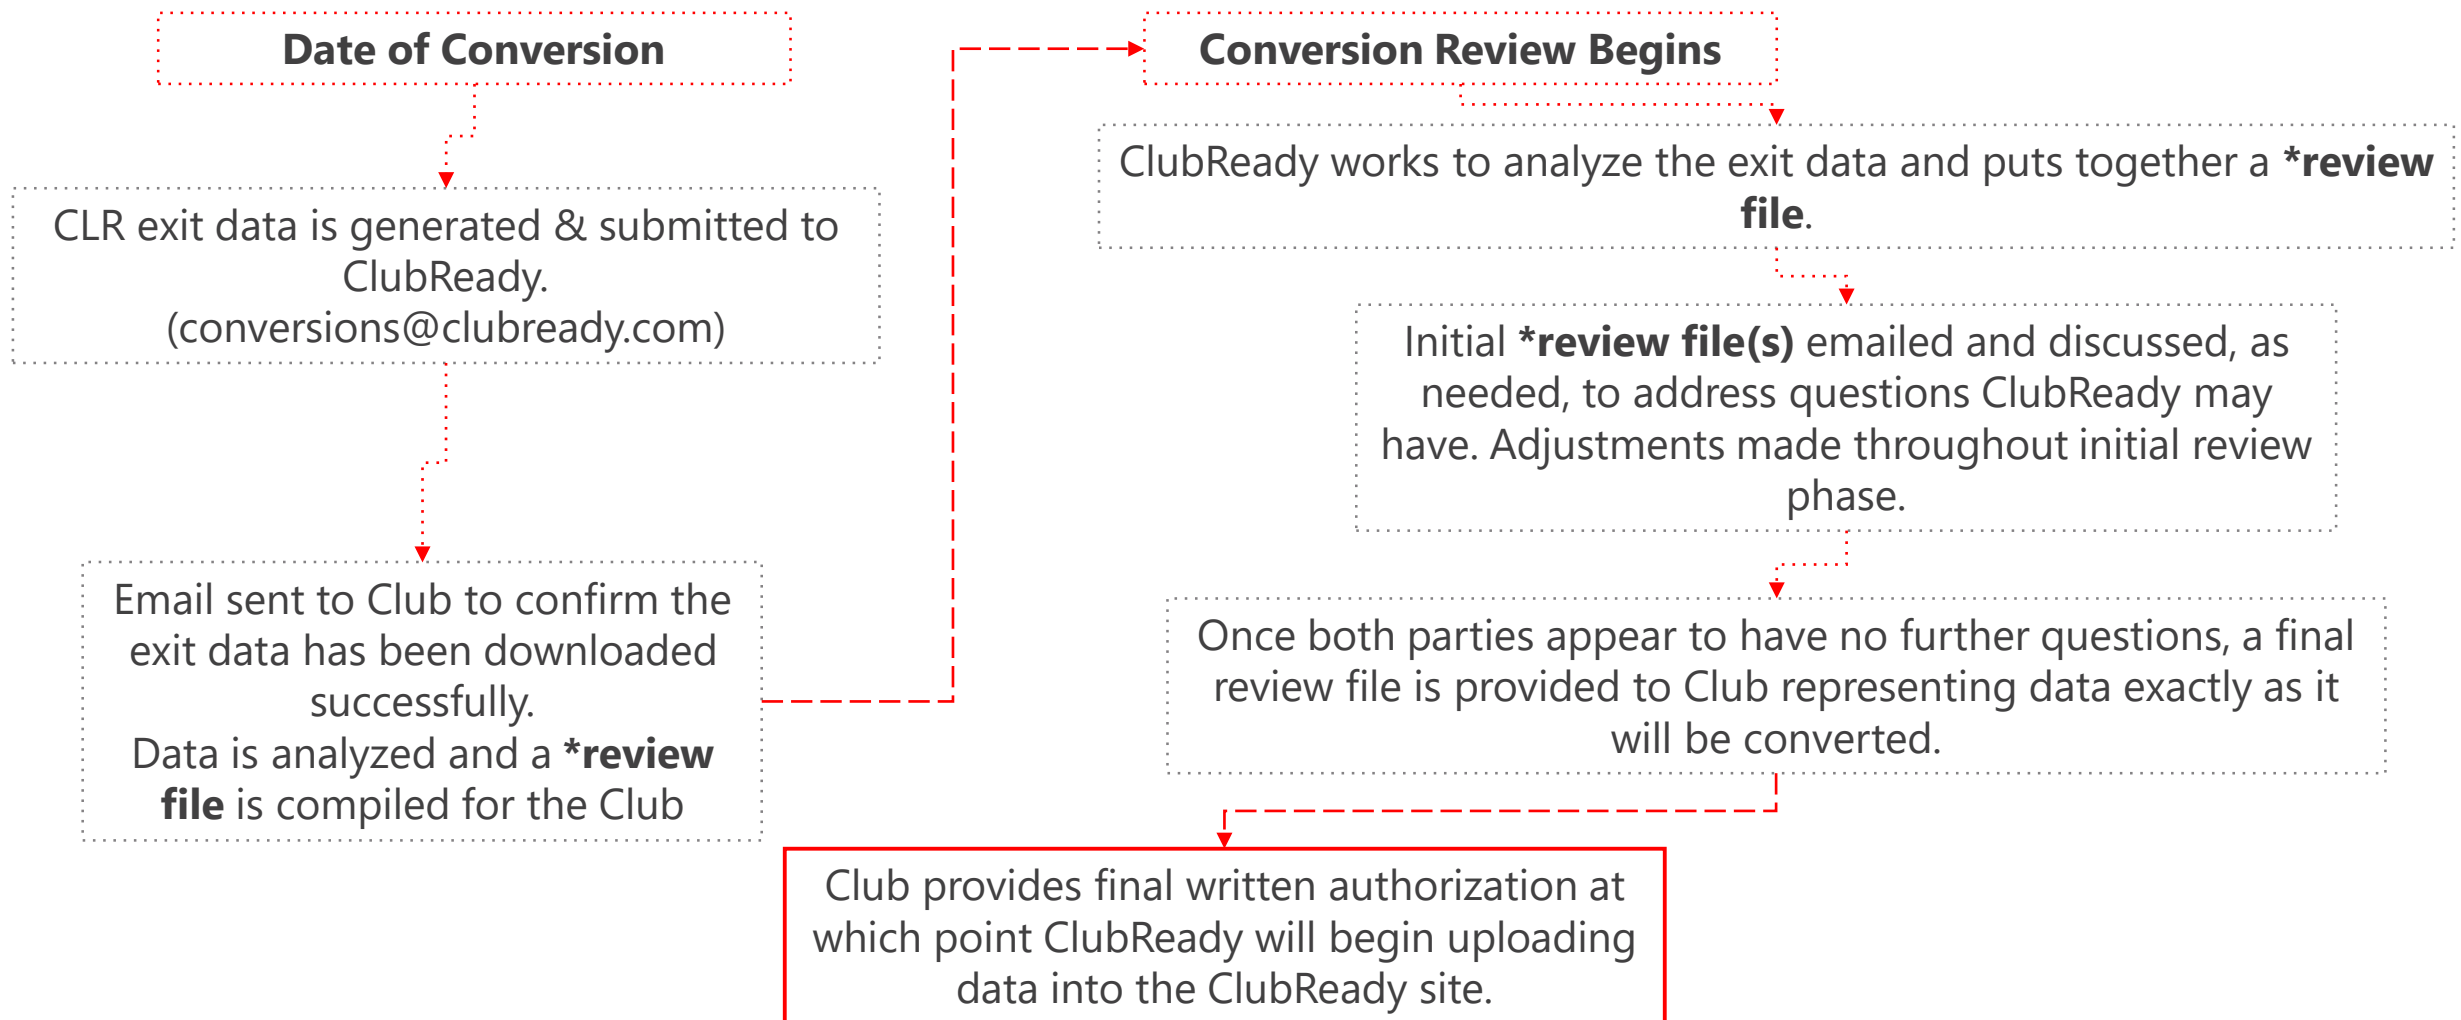 Date of Conversion
CLR exit data is generated & submitted to
ClubReady.
(conversions@clubready.com)
Email sent to Club to confirm the
exit data has been downloaded
successfully.
Data is analyzed and a *review
file is compiled for the Club
Conversion Review Begins
ClubReady works to analyze the exit data and puts together a *review
file.
Initial *review file(s) emailed and discussed, as
needed, to address questions ClubReady may
have. Adjustments made throughout initial review
phase.
Once both parties appear to have no further questions, a final
review file is provided to Club representing data exactly as it
will be converted.
Club provides final written authorization at
which point ClubReady will begin uploading
data into the ClubReady site.